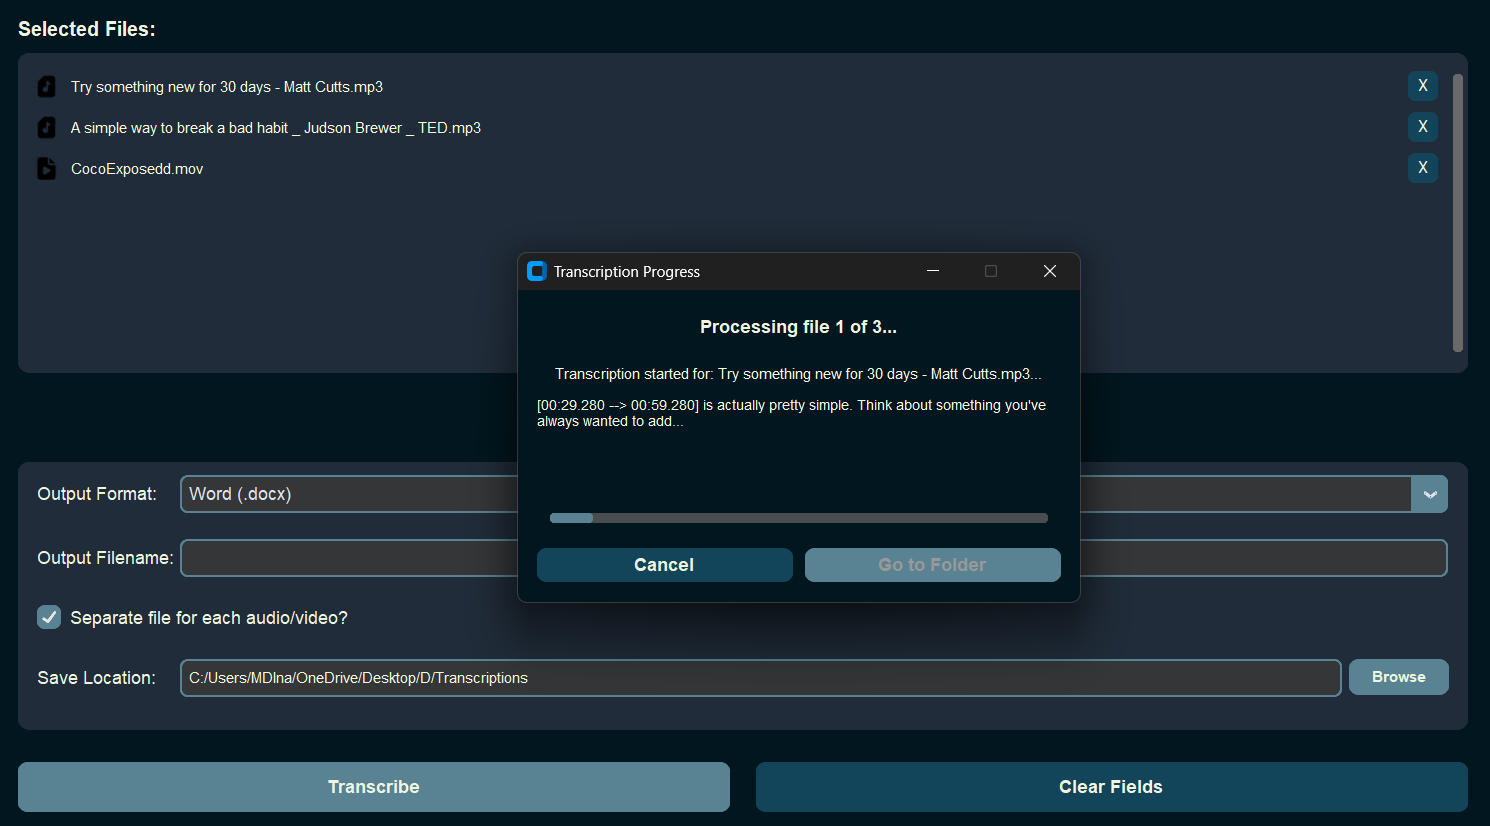 Selected Files:
Try something new for 30 days - Matt Cutts.mp3
X
A simple way to break a bad habit _ Judson Brewer _ TED.mp3
X
CocoExposedd.mov
X
Transcription Progress
Processing file 1 of 3...
Transcription started for: Try something new for 30 days - Matt Cutts.mp3...
[00:29.280 --> 00:59.280] is actually pretty simple. Think about something you've
always wanted to add...
Cancel
Go to Folder
Output Format:
Word (.docx)
Output Filename:
Separate file for each audio/video?
Save Location:
C:/Users/MDIna/OneDrive/Desktop/D/Transcriptions
Browse
Transcribe
Clear Fields